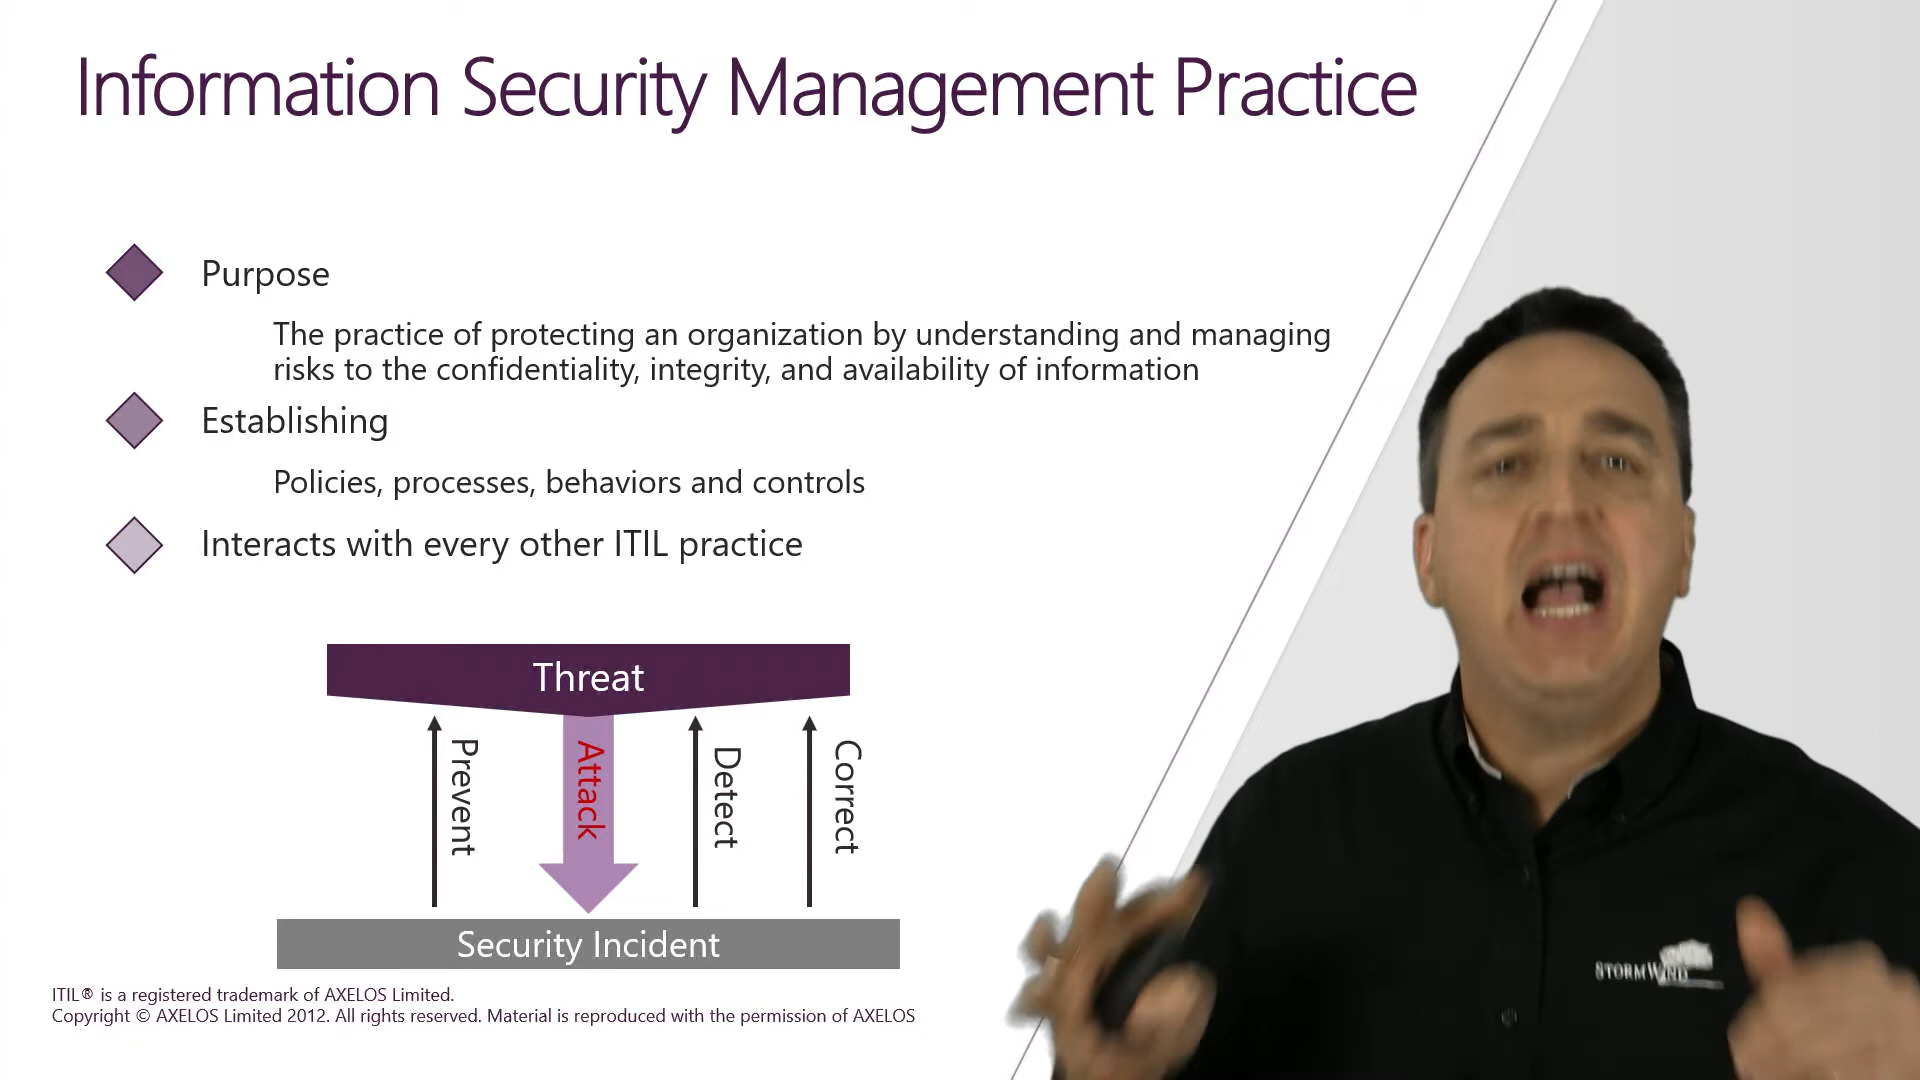 Information Security Management Practice
Purpose
The practice of protecting an organization by understanding and managing
risks to the confidentiality, integrity, and availability of information
Establishing
Policies, processes, behaviors and controls
Interacts with every other ITIL practice
Threat
Prevent
Attack
Detect
Correct
Security Incident
ITIL® is a registered trademark of AXELOS Limited.
Copyright © AXELOS Limited 2012. All rights reserved. Material is reproduced with the permission of AXELOS
STORMWIND